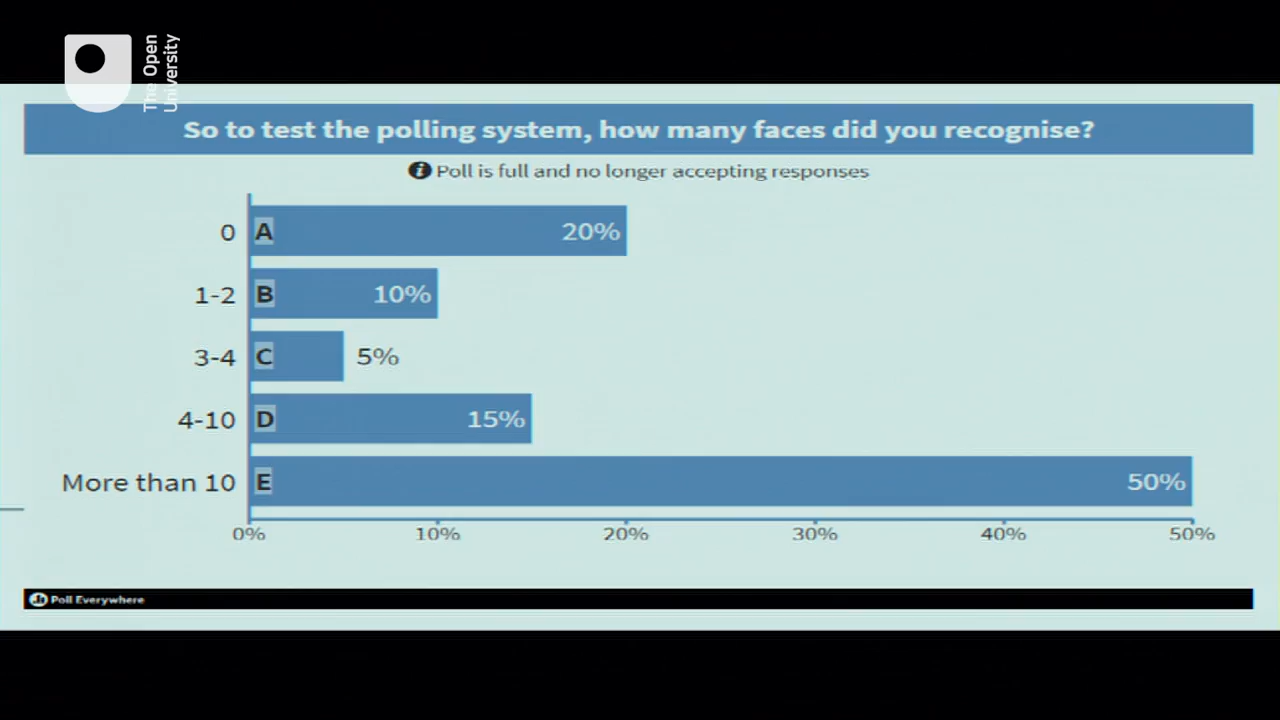 The Open
University
So to test the polling system, how many faces did you recognise?
i Poll is full and no longer accepting responses
0 A 20%
1-2 B 10%
3-4 C 5%
4-10 D 15%
More than 10 E 50%
0% 10% 20% 30% 40% 50%
Poll Everywhere